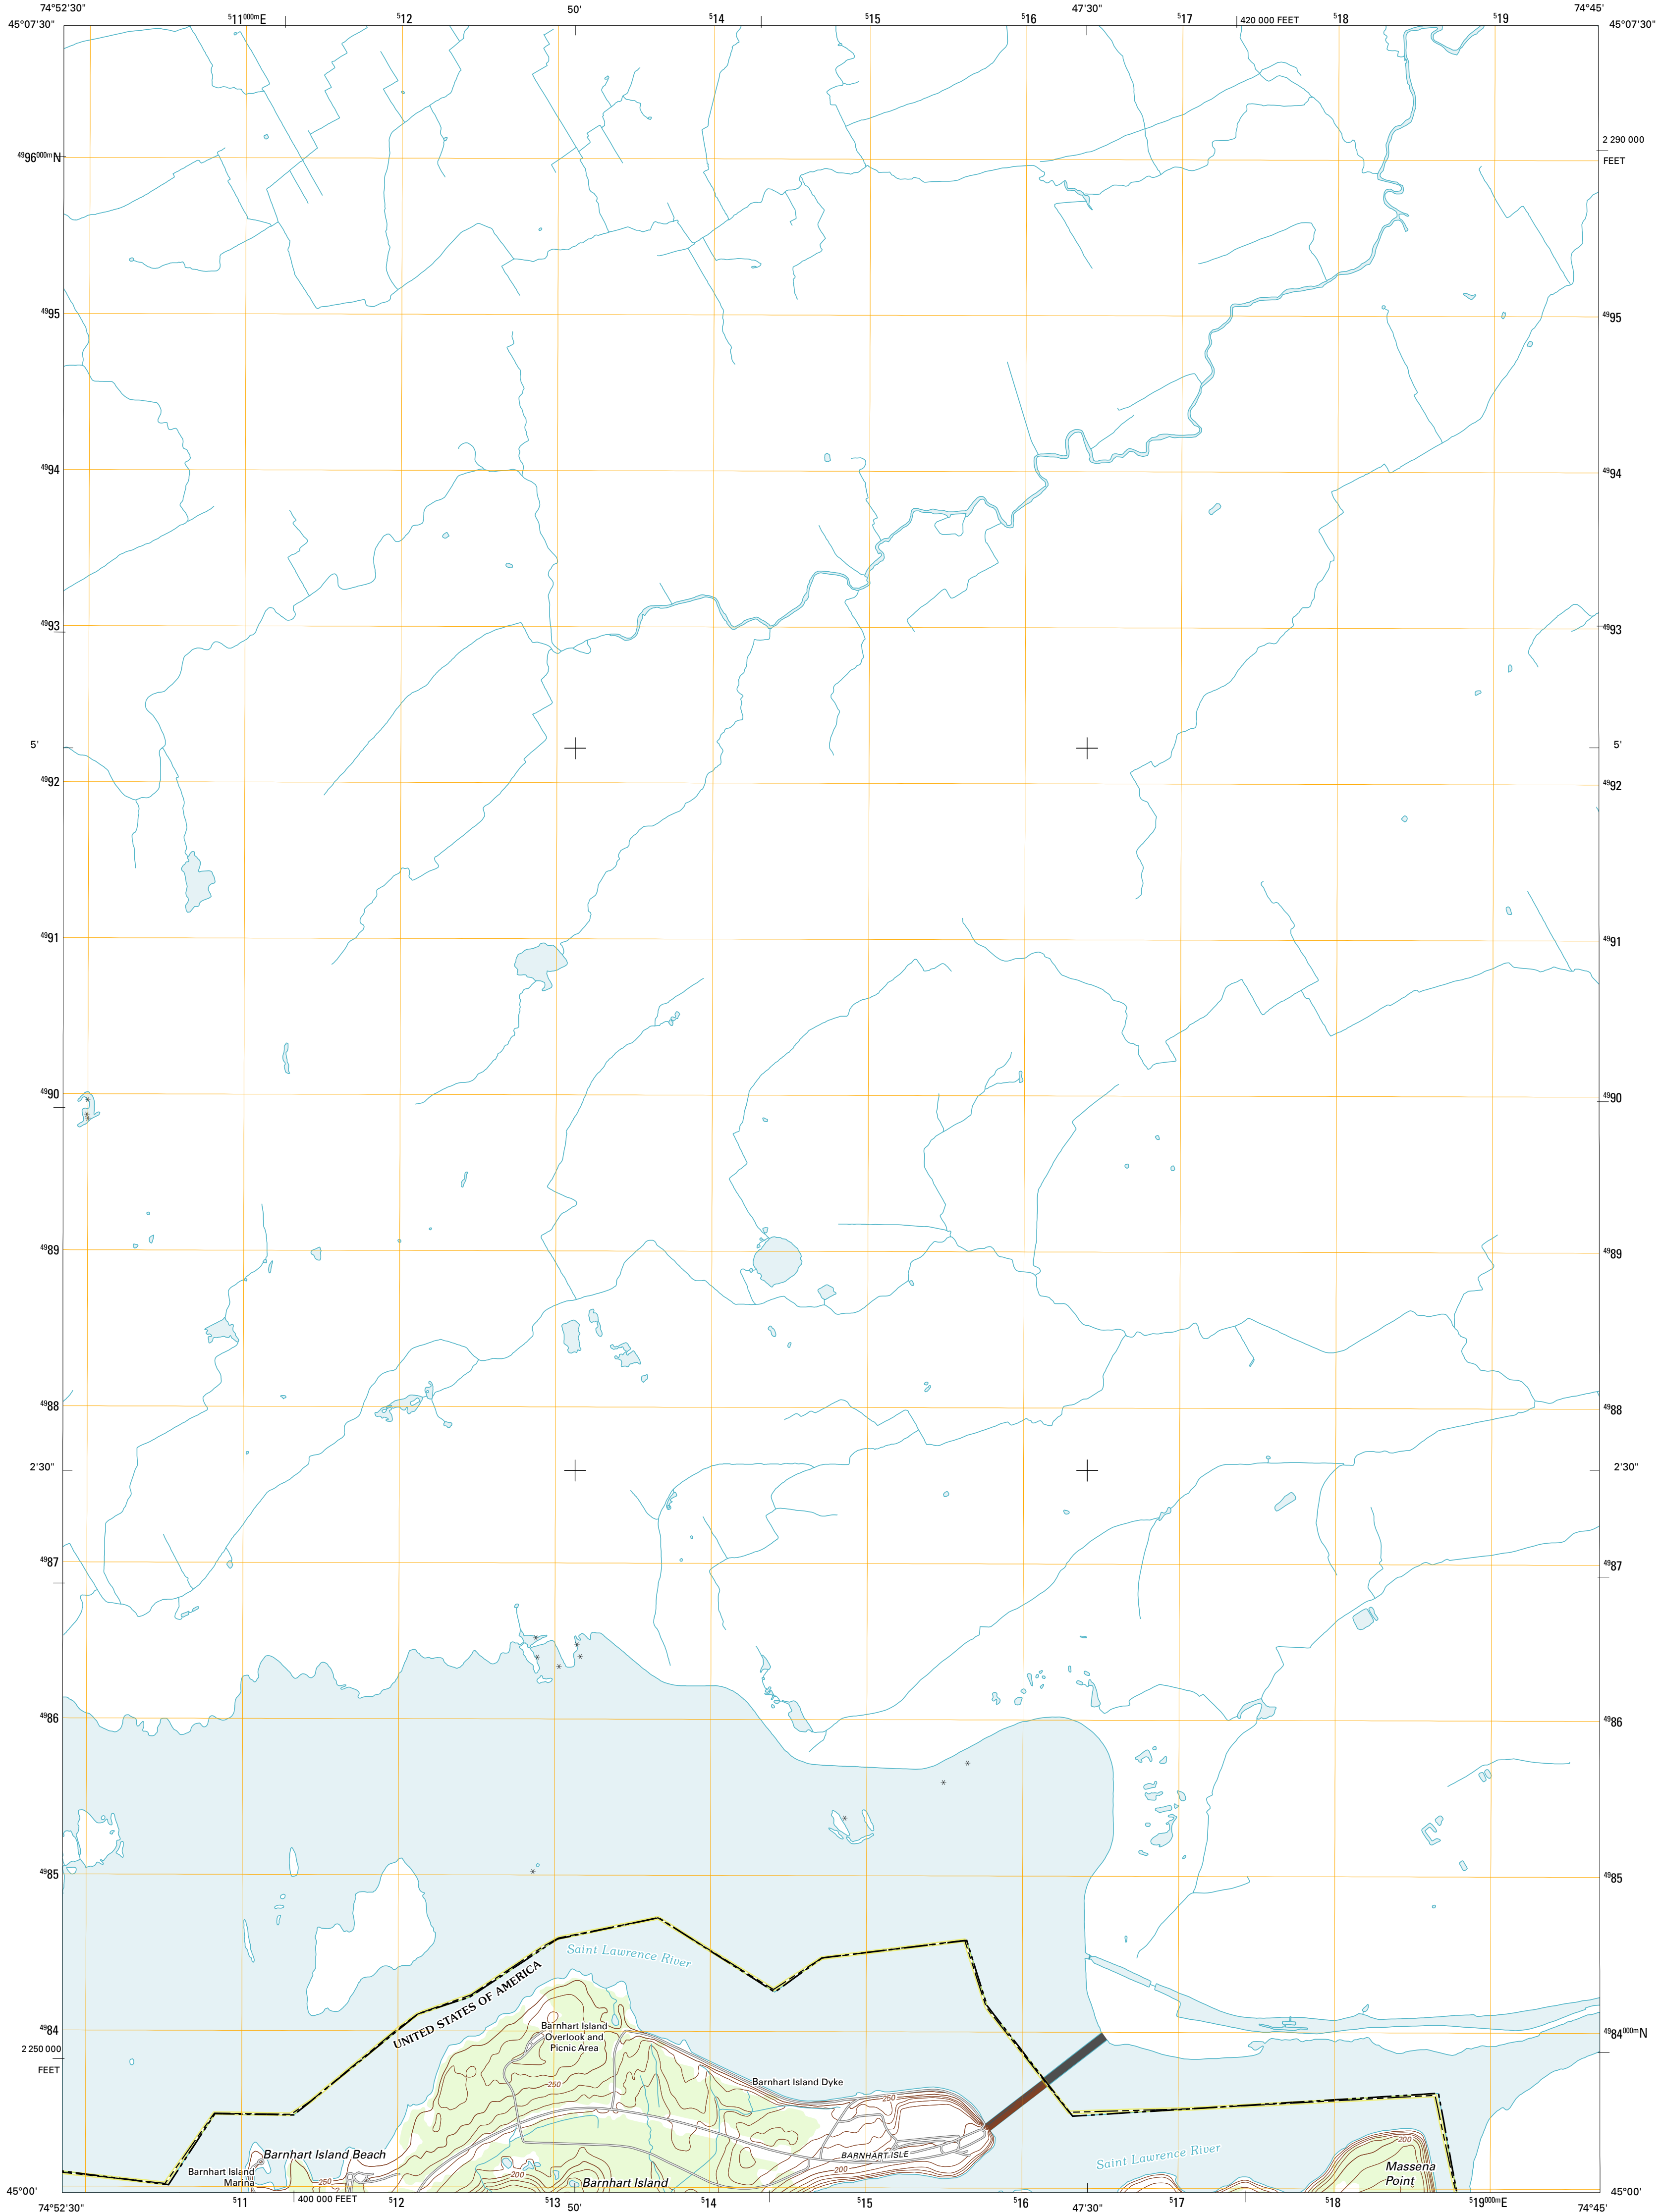 74°52'30"
511000mE
512
50'
514
515
516
47'30"
517
420 000 FEET
518
519
74°45'
45°07'30"
45°07'30"
4996000mN
2 290 000
FEET
4995
4995
4994
4994
4993
4993
5'
5'
4992
4992
4991
4991
4990
4990
4989
4989
4988
4988
2'30"
2'30"
4987
4987
4986
4986
4985
4985
Saint Lawrence River
UNITED STATES OF AMERICA
4984
4984000mN
2 250 000
FEET
Barnhart Island
Overlook and
Picnic Area
250
Barnhart Island Dyke
250
BARNHART ISLE
Saint Lawrence River
200
Barnhart Island Beach
Barnhart Island
Marina
250
200
Barnhart Island
200
Massena
Point
45°00'
45°00'
74°52'30"
511
400 000 FEET
512
513
50'
514
515
516
47'30"
517
518
519000mE
74°45'